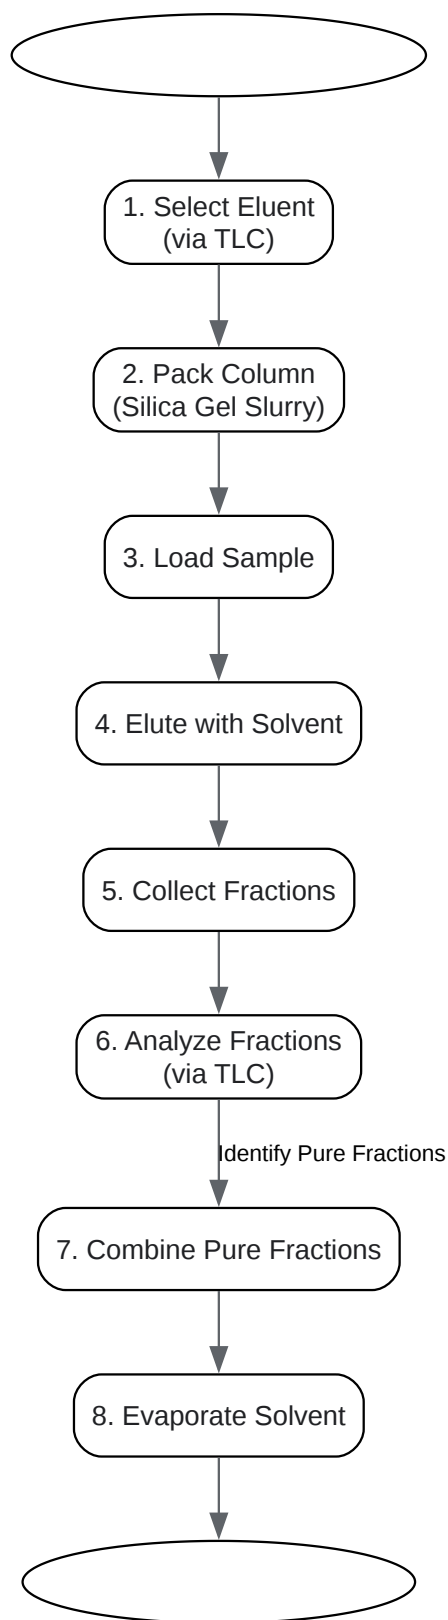 1. Select Eluent
(via TLC)
2. Pack Column
(Silica Gel Slurry)
3. Load Sample
4. Elute with Solvent
5. Collect Fractions
6. Analyze Fractions
(via TLC)
Identify Pure Fractions
7. Combine Pure Fractions
8. Evaporate Solvent